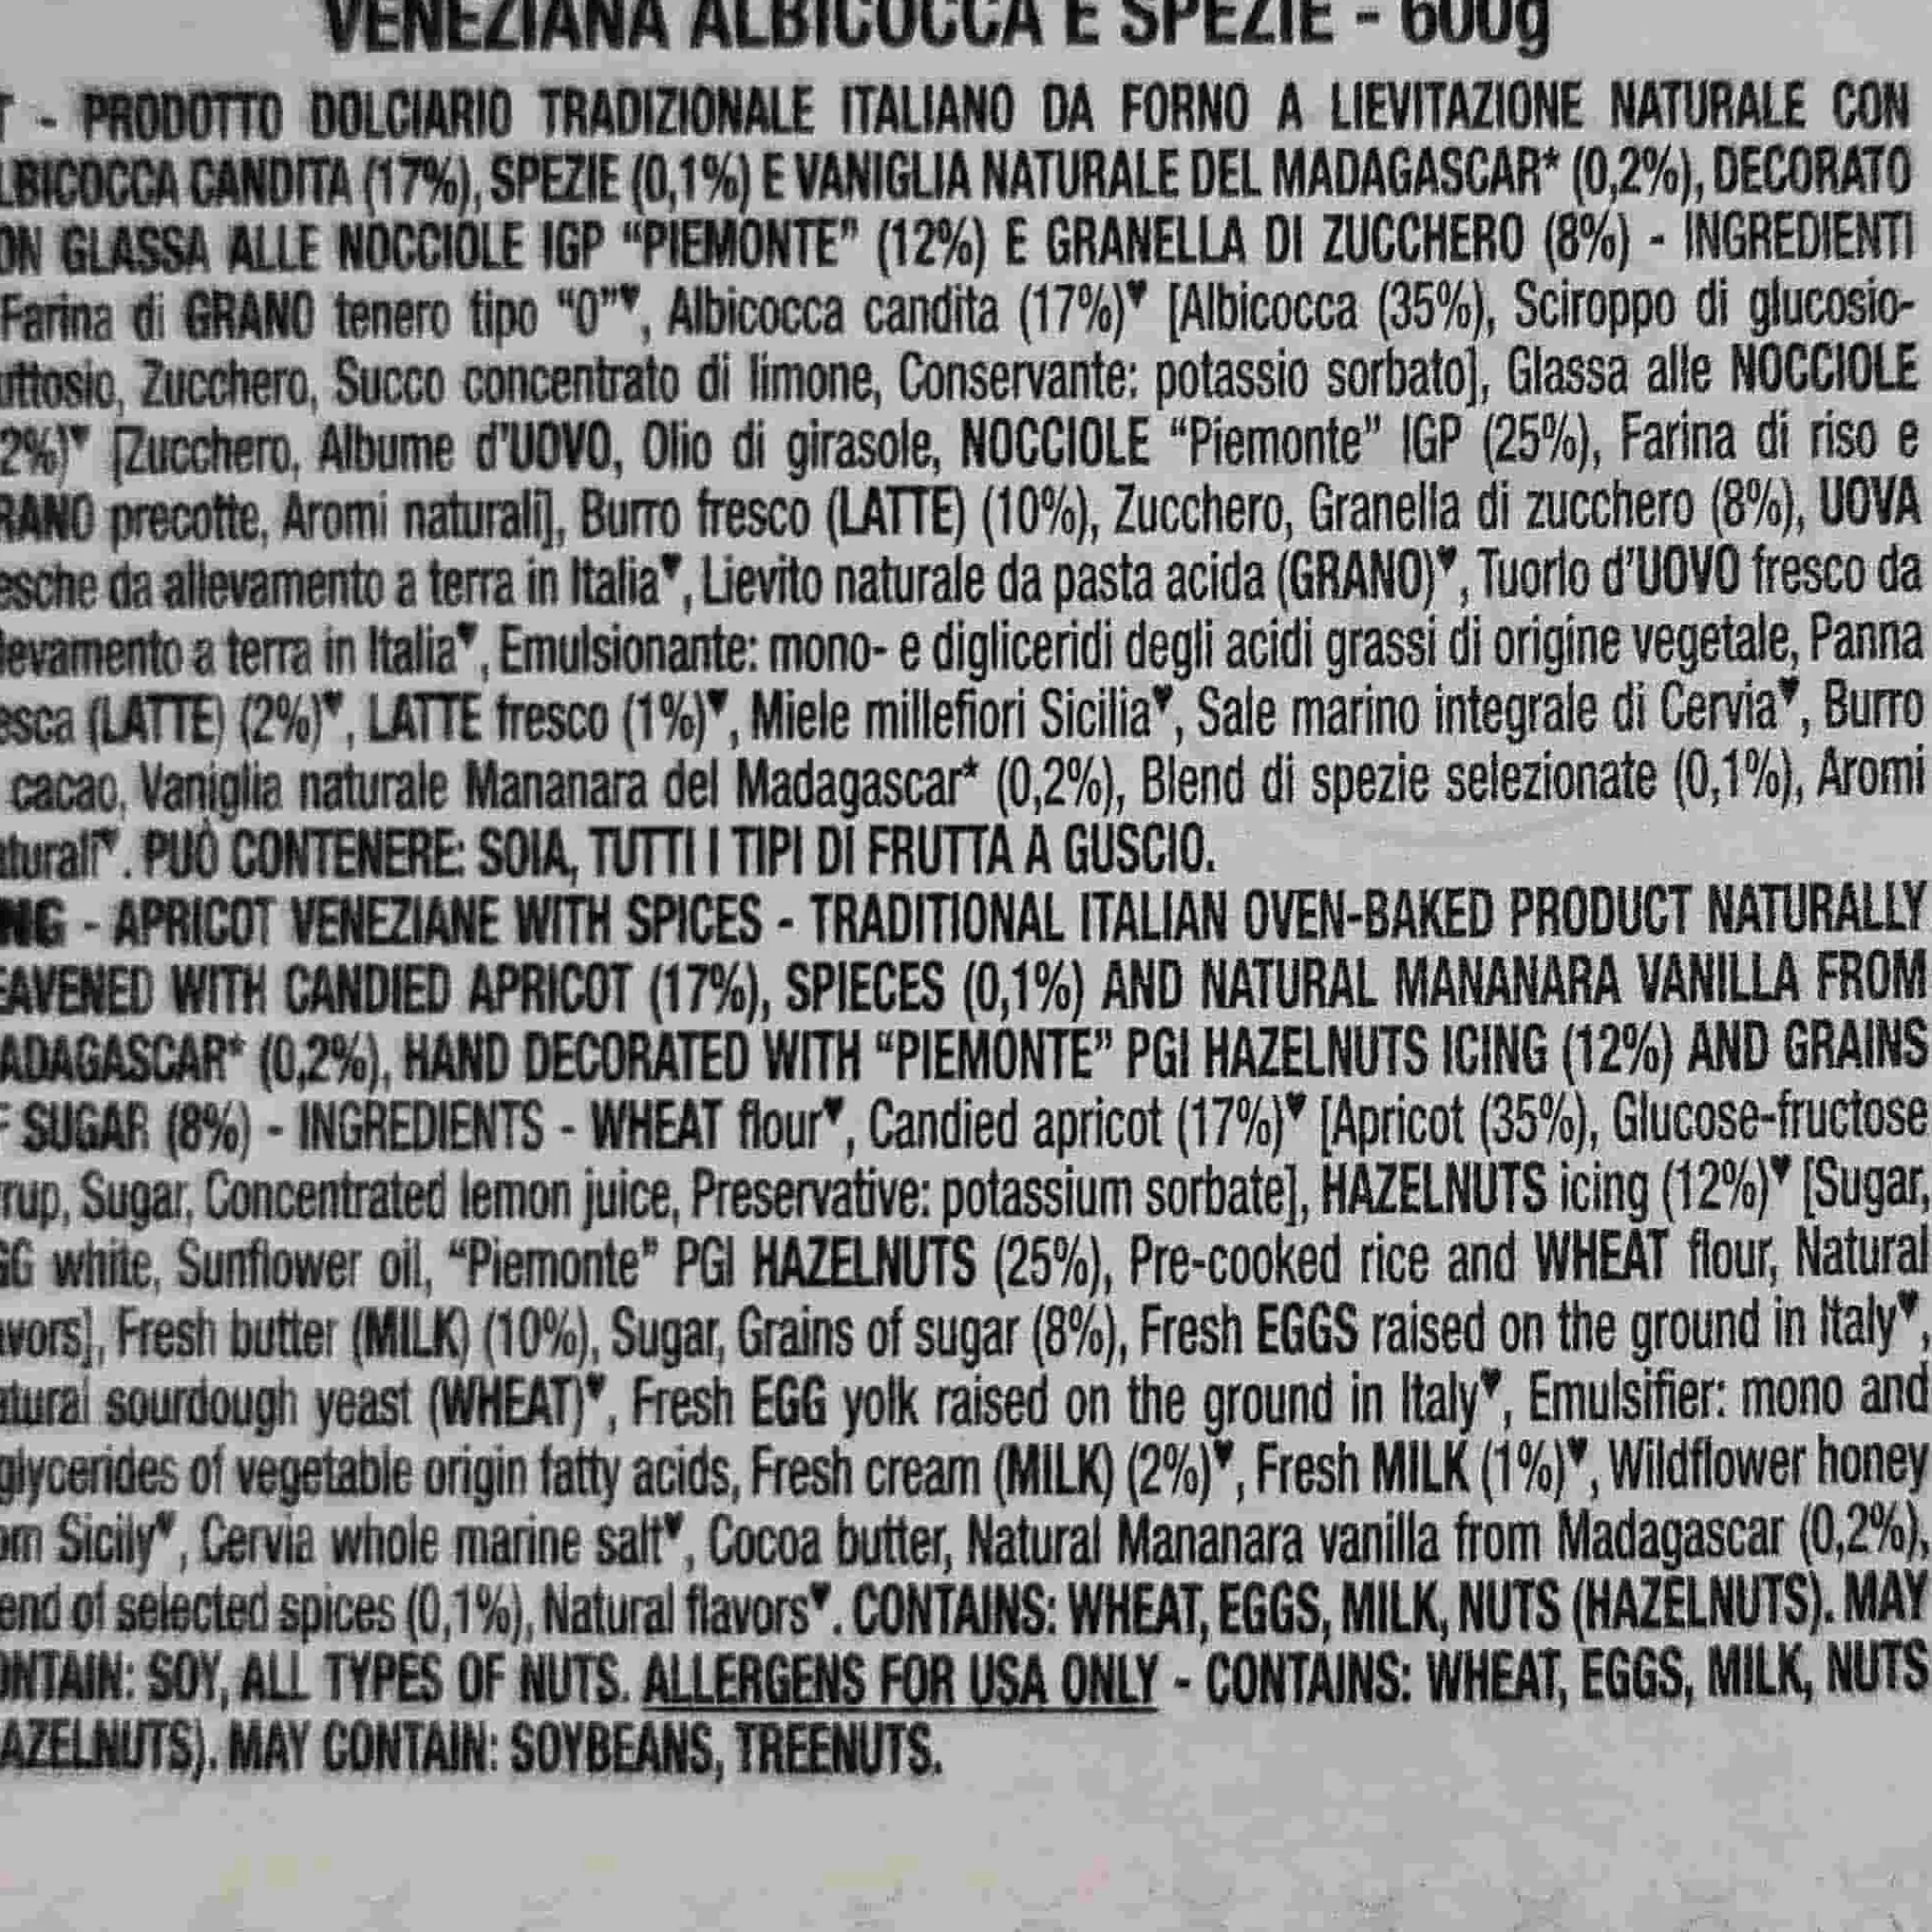 VENEZIANA ALBICOCCA E SPEZIE - 600g
- PRODOTTO DOLCIARIO TRADIZIONALE ITALIANO DA FORNO A LIEVITAZIONE NATURALE CON
LBICOCCA CANDITA (17%), SPEZIE (0,1%) E VANIGLIA NATURALE DEL MADAGASCAR* (0,2%), DECORATO
ON GLASSA ALLE NOCCIOLE IGP “PIEMONTE” (12%) E GRANELLA DI ZUCCHERO (8%) - INGREDIENTI
Farina di GRANO tenero tipo “0”♥, Albicocca candita (17%)♥ [Albicocca (35%), Sciroppo di glucosio-
uttosio, Zucchero, Succo concentrato di limone, Conservante: potassio sorbato], Glassa alle NOCCIOLE
2%)♥ [Zucchero, Albume d'UOVO, Olio di girasole, NOCCIOLE “Piemonte” IGP (25%), Farina di riso e
RANO precotte, Aromi naturali], Burro fresco (LATTE) (10%), Zucchero, Granella di zucchero (8%), UOVA
esche da allevamento a terra in Italia♥, Lievito naturale da pasta acida (GRANO)♥, Tuorlo d'UOVO fresco da
levamento a terra in Italia♥, Emulsionante: mono- e digliceridi degli acidi grassi di origine vegetale, Panna
esca (LATTE) (2%)♥, LATTE fresco (1%)♥, Miele millefiori Sicilia♥, Sale marino integrale di Cervia♥, Burro
cacao, Vaniglia naturale Mananara del Madagascar* (0,2%), Blend di spezie selezionate (0,1%), Aromi
aturali♥. PUÒ CONTENERE: SOIA, TUTTI I TIPI DI FRUTTA A GUSCIO.
NG - APRICOT VENEZIANE WITH SPICES - TRADITIONAL ITALIAN OVEN-BAKED PRODUCT NATURALLY
EAVENED WITH CANDIED APRICOT (17%), SPIECES (0,1%) AND NATURAL MANANARA VANILLA FROM
ADAGASCAR* (0,2%), HAND DECORATED WITH “PIEMONTE” PGI HAZELNUTS ICING (12%) AND GRAINS
F SUGAR (8%) - INGREDIENTS - WHEAT flour♥, Candied apricot (17%)♥ [Apricot (35%), Glucose-fructose
rup, Sugar, Concentrated lemon juice, Preservative: potassium sorbate], HAZELNUTS icing (12%)♥ [Sugar,
GG white, Sunflower oil, “Piemonte” PGI HAZELNUTS (25%), Pre-cooked rice and WHEAT flour, Natural
avors], Fresh butter (MILK) (10%), Sugar, Grains of sugar (8%), Fresh EGGS raised on the ground in Italy♥,
atural sourdough yeast (WHEAT)♥, Fresh EGG yolk raised on the ground in Italy♥, Emulsifier: mono and
glycerides of vegetable origin fatty acids, Fresh cream (MILK) (2%)♥, Fresh MILK (1%)♥, Wildflower honey
om Sicily♥, Cervia whole marine salt♥, Cocoa butter, Natural Mananara vanilla from Madagascar (0,2%),
end of selected spices (0,1%), Natural flavors♥. CONTAINS: WHEAT, EGGS, MILK, NUTS (HAZELNUTS). MAY
ONTAIN: SOY, ALL TYPES OF NUTS. ALLERGENS FOR USA ONLY - CONTAINS: WHEAT, EGGS, MILK, NUTS
AZELNUTS). MAY CONTAIN: SOYBEANS, TREENUTS.